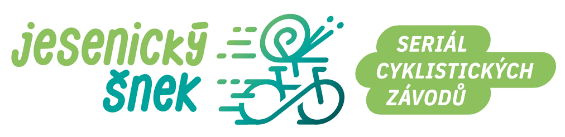 jesenický
šnek
SERIÁL
CYKLISTICKÝCH
ZÁVODŮ